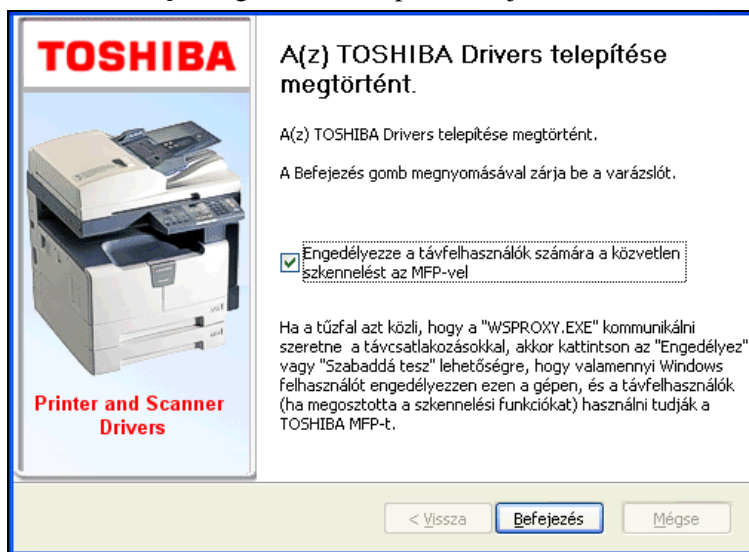 TOSHIBA
Printer and Scanner
Drivers
A(z) TOSHIBA Drivers telepítése
megtörtént.
A(z) TOSHIBA Drivers telepítése megtörtént.
A Befejezés gomb megnyomásával zárja be a varázslót.
Engedélyezze a távfelhasználók számára a közvetlen
szkennelést az MFP-vel
Ha a tűzfal azt közli, hogy a "WSPROXY.EXE" kommunikálni
szeretne a távcsatlakozásokkal, akkor kattintson az "Engedélyez"
vagy "Szabaddá tesz" lehetőségre, hogy valamennyi Windows
felhasználót engedélyezzen ezen a gépen, és a távfelhasználók
(ha megosztotta a szkennelési funkciókat) használni tudják a
TOSHIBA MFP-t.
< Vissza
Befejezés
Mégse